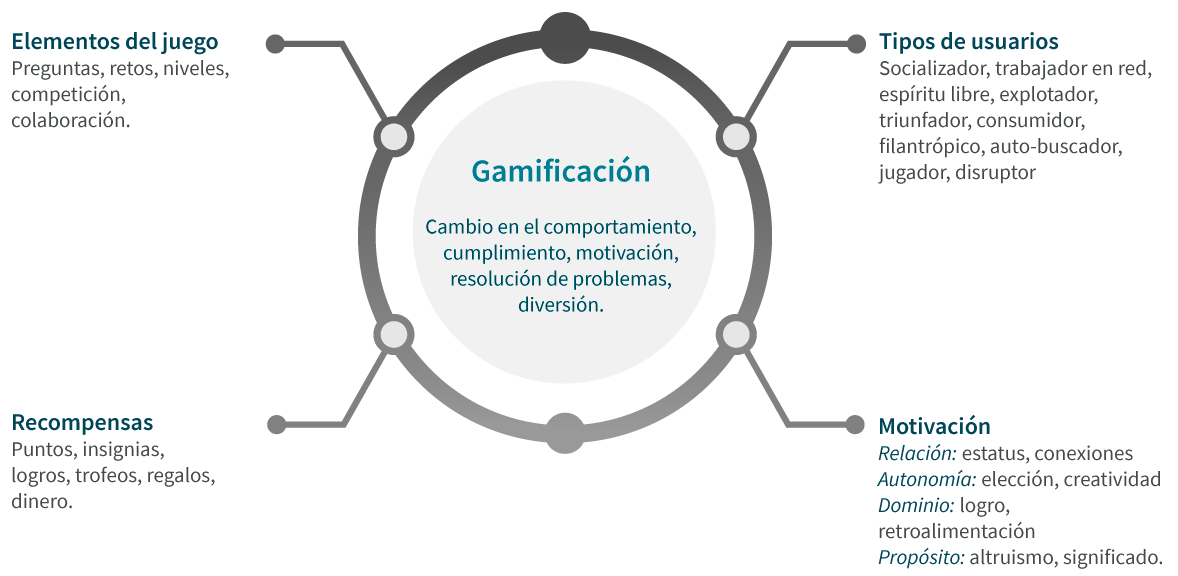 Elementos del juego
Preguntas, retos, niveles,
competición,
colaboración.
Tipos de usuarios
Socializador, trabajador en red,
espíritu libre, explotador,
triunfador, consumidor,
filantrópico, auto-buscador,
jugador, disruptor
Gamificación
Cambio en el comportamiento,
cumplimiento, motivación,
resolución de problemas,
diversión.
Recompensas
Puntos, insignias,
logros, trofeos, regalos,
dinero.
Motivación
Relación: estatus, conexiones
Autonomía: elección, creatividad
Dominio: logro,
retroalimentación
Propósito: altruismo, significado.